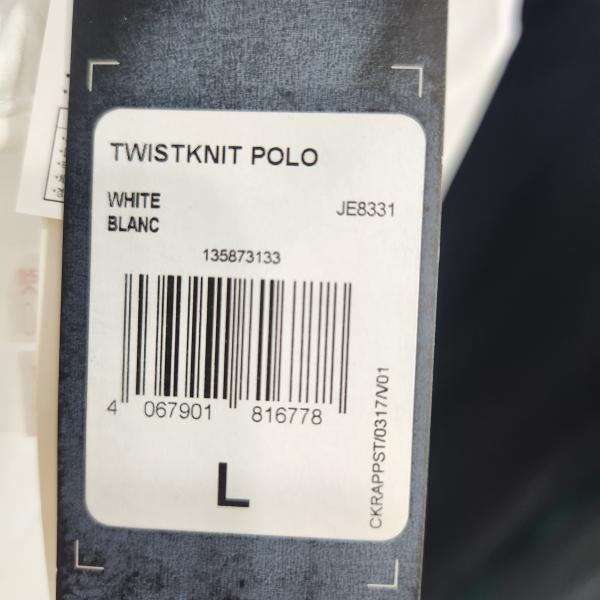 TWISTKNIT POLO
WHITE
BLANC
JE8331
135873133
4 067901 816778
L
CKRAPPST/0317/V01